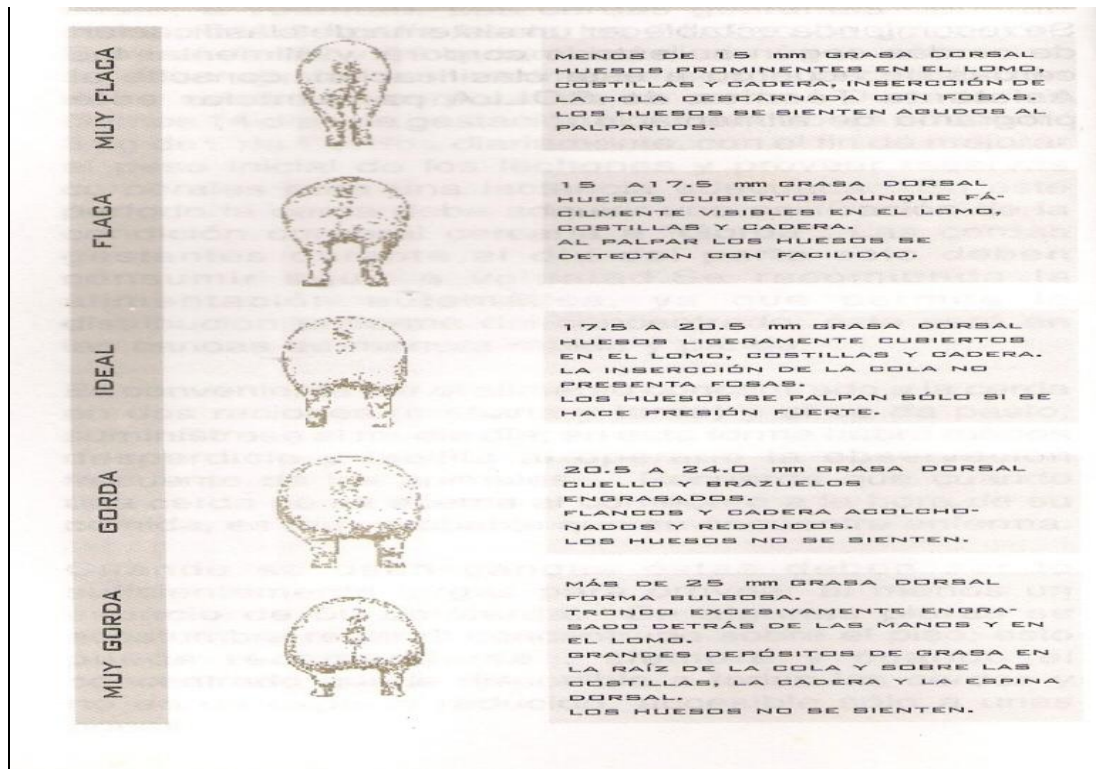 MUY FLACA
MENOS DE 15 mm GRASA DORSAL
HUESOS PROMINENTES EN EL LOMO,
COSTILLAS Y CADERA, INSERCCIÓN DE
LA COLA DESCARNADA CON FOSAS.
LOS HUESOS SE SIENTEN AGUDOS AL
PALPARLOS.
FLACA
15 A 17.5 mm GRASA DORSAL
HUESOS CUBIERTOS AUNQUE FÁ-
CILMENTE VISIBLES EN EL LOMO,
COSTILLAS Y CADERA.
AL PALPAR LOS HUESOS SE
DETECTAN CON FACILIDAD.
IDEAL
17.5 A 20.5 mm GRASA DORSAL
HUESOS LIGERAMENTE CUBIERTOS
EN EL LOMO, COSTILLAS Y CADERA.
LA INSERCCIÓN DE LA COLA NO
PRESENTA FOSAS.
LOS HUESOS SE PALPAN SÓLO SI SE
HACE PRESIÓN FUERTE.
GORDA
20.5 A 24.0 mm GRASA DORSAL
CUELLO Y BRAZUELOS
ENGRASADOS.
FLANCOS Y CADERA ACOLCHO-
NADOS Y REDONDOS.
LOS HUESOS NO SE SIENTEN.
MUY GORDA
MÁS DE 25 mm GRASA DORSAL
FORMA BULBOSA.
TRONCO EXCESIVAMENTE ENGRA-
SADO DETRÁS DE LAS MANOS Y EN
EL LOMO.
GRANDES DEPÓSITOS DE GRASA EN
LA RAÍZ DE LA COLA Y SOBRE LAS
COSTILLAS, LA CADERA Y LA ESPINA
DORSAL.
LOS HUESOS NO SE SIENTEN.